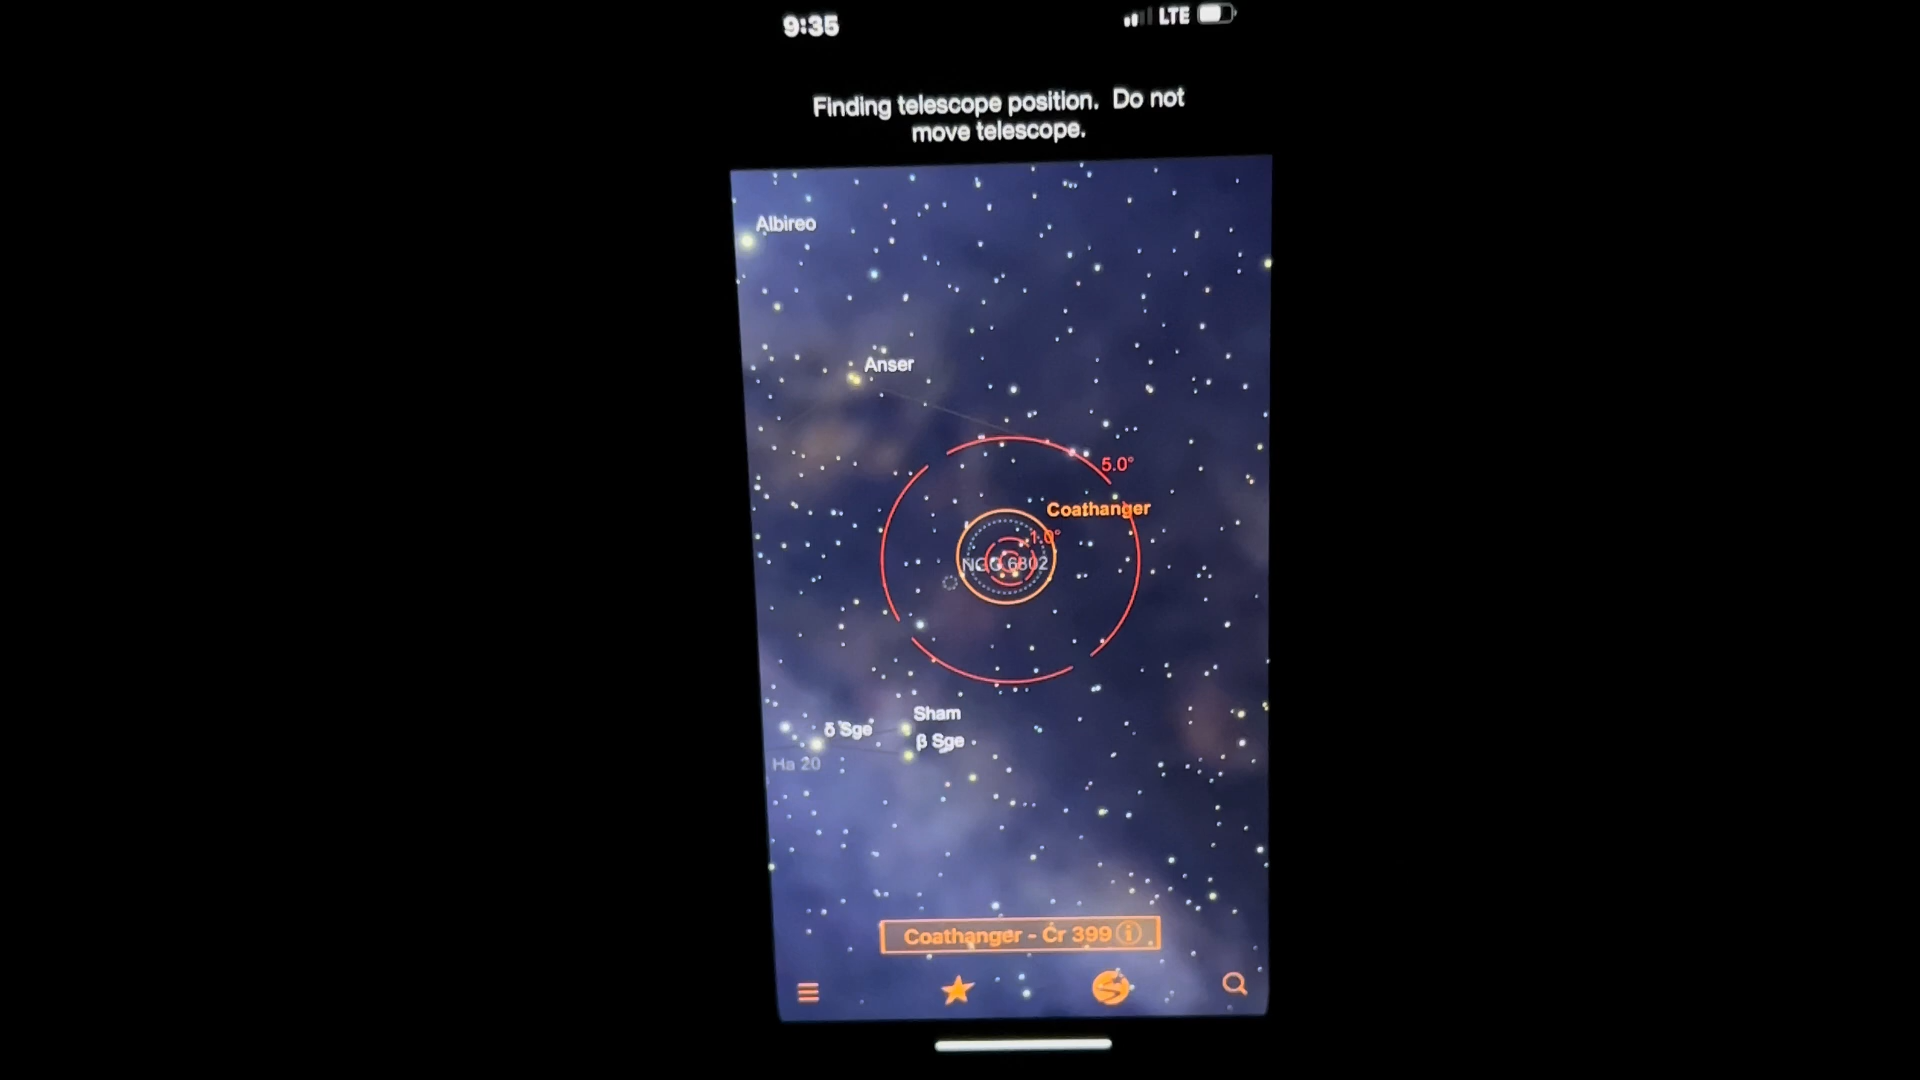 9:35
LTE
Finding telescope position. Do not
move telescope.
Albireo
Anser
5.0°
Coathanger
1.0°
NGC 6802
Sham
δ Sge
β Sge
Ha 20
Coathanger - Cr 399